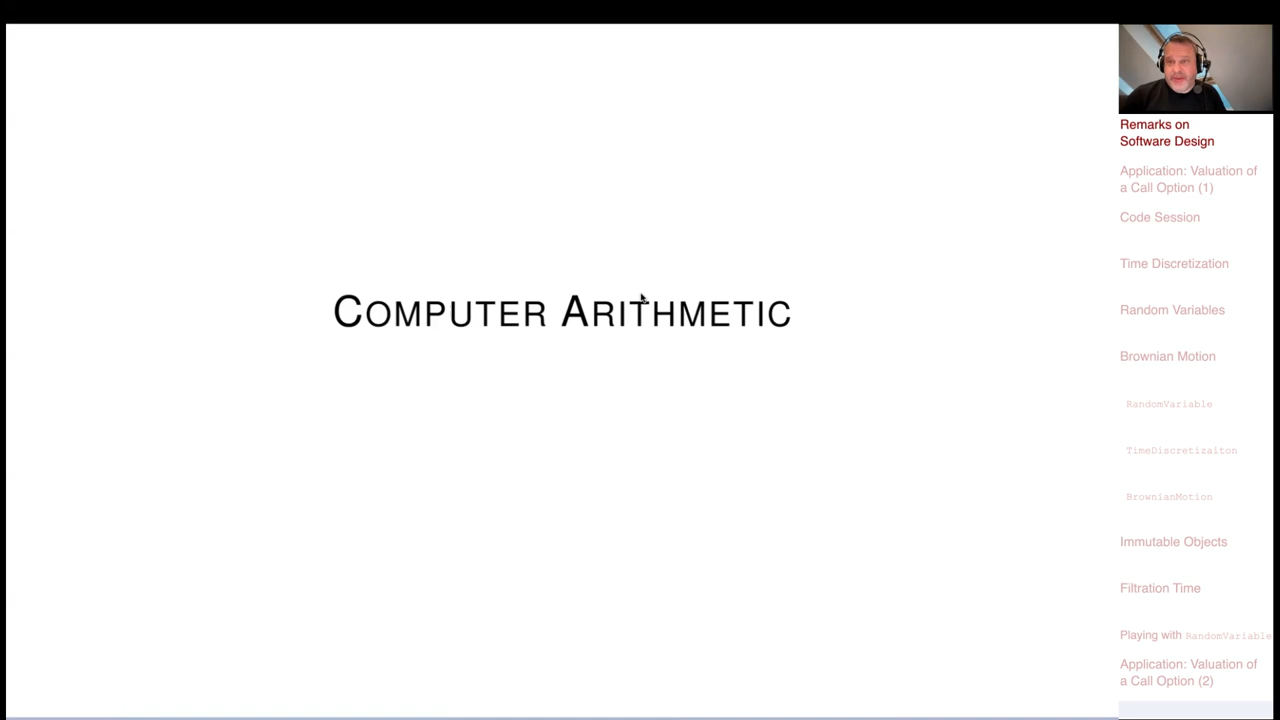 COMPUTER ARITHMETIC
Remarks on
Software Design
Application: Valuation of
a Call Option (1)
Code Session
Time Discretization
Random Variables
Brownian Motion
RandomVariable
TimeDiscretizaiton
BrownianMotion
Immutable Objects
Filtration Time
Playing with RandomVariable
Application: Valuation of
a Call Option (2)